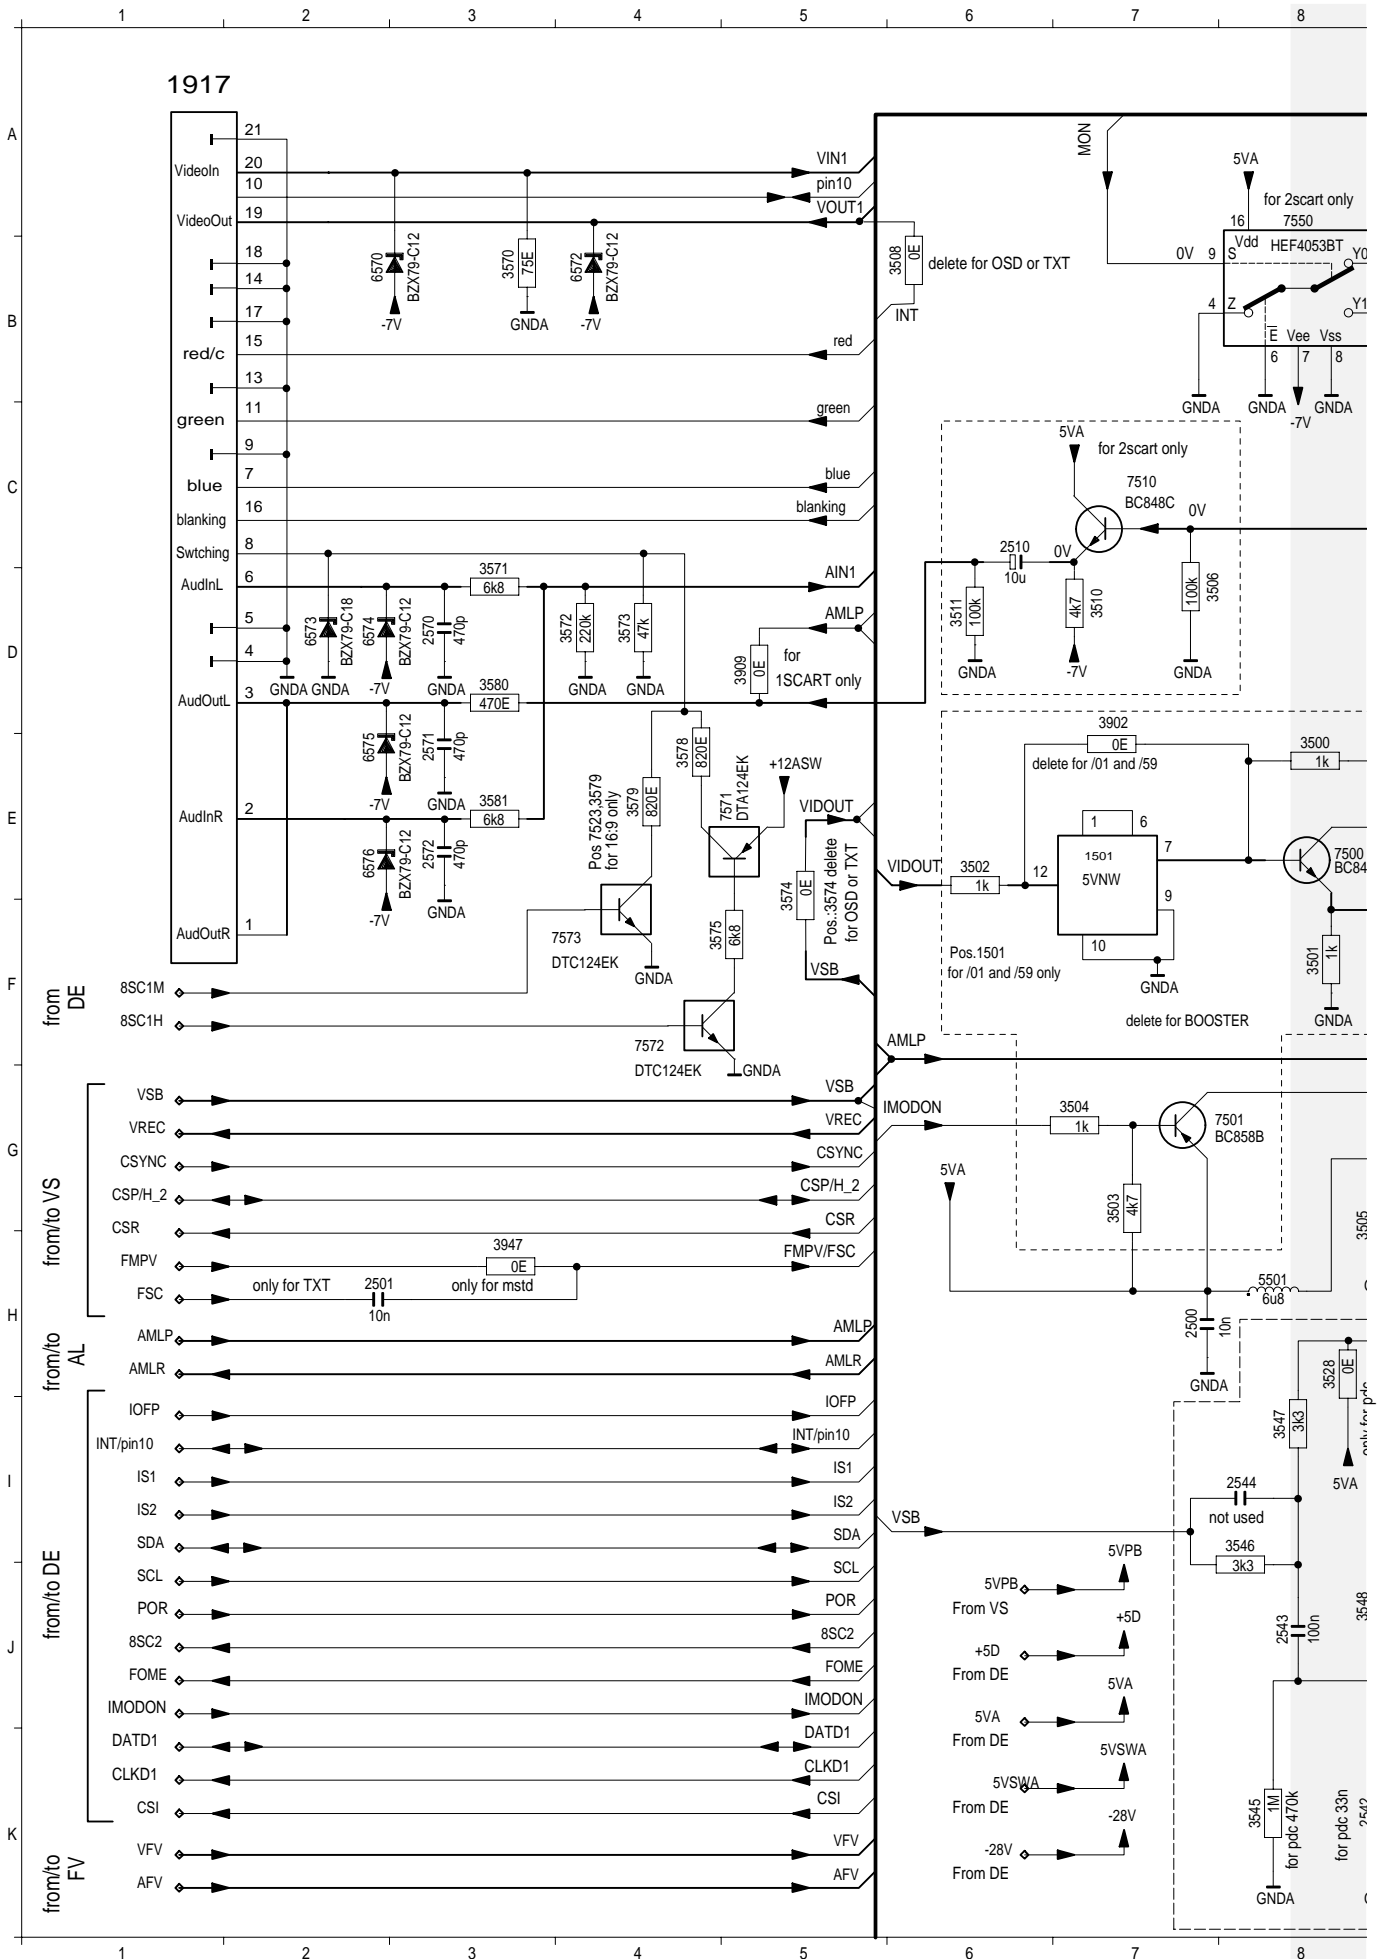 1 2 3 4 5 6 7 8
1917
A
21
VideoIn 20
10
VideoOut 19
18
14
17
red/c 15
13
green 11
9
blue 7
blanking 16
Swtching 8
AudInL 6
5
4
AudOutL 3
AudInR 2
AudOutR 1
VIN1
pin10
VOUT1
6570
BZX79-C12
-7V
3570
75E
GNDA
6572
BZX79-C12
-7V
3508
0E
delete for OSD or TXT
INT
MON
5VA
for 2scart only
16 7550
Vdd HEF4053BT
0V 9 S Y0
4 Z Y1
E Vee Vss
6 7 8
GNDA GNDA GNDA
-7V
B
red
green
C
blue
blanking
5VA
for 2scart only
7510
BC848C
0V
2510
10u
0V
3511
100k
GNDA
4k7
3510
-7V
100k
3506
GNDA
D
6573
BZX79-C18
6574
BZX79-C12
2570
470p
3571
6k8
3572
220k
3573
47k
AIN1
AMLP
3909
0E
for
1SCART only
GNDA GNDA
-7V
GNDA
GNDA
GNDA
3580
470E
6575
BZX79-C12
-7V
2571
470p
GNDA
3581
6k8
6576
BZX79-C12
-7V
2572
470p
GNDA
E
Pos 7523,3579
for 16:9 only
3579
820E
3578
820E
7571
DTA124EK
+12ASW
VIDOUT
3574
0E
Pos.:3574 delete
for OSD or TXT
VSB
VIDOUT
3502
1k
3902
0E
delete for /01 and /59
1 6
12
1501
5VNW
7
9
10
GNDA
Pos.1501
for /01 and /59 only
delete for BOOSTER
3500
1k
7500
BC84
3501
1k
GNDA
F
from
DE
8SC1M
8SC1H
7573
DTC124EK
GNDA
3575
6k8
7572
DTC124EK
GNDA
AMLP
G
from/to VS
VSB VSB
VREC VREC
CSYNC CSYNC
CSP/H_2 CSP/H_2
CSR CSR
FMPV FMPV/FSC
FSC
3947
0E
only for mstd
only for TXT
2501
10n
IMODON
3504
1k
7501
BC858B
5VA
3503
4k7
3505
5501
6u8
2500
10n
GNDA
H
from/to
AL
AMLP AMLP
AMLR AMLR
I
from/to DE
IOFP IOFP
INT/pin10 INT/pin10
IS1 IS1
IS2 IS2
SDA SDA
SCL SCL
POR POR
8SC2 8SC2
FOME FOME
IMODON IMODON
DATD1 DATD1
CLKD1 CLKD1
CSI CSI
3528
0E
only for pdc
5VA
3547
3k3
2544
not used
VSB
3546
3k3
J
5VPB
5VPB
From VS
+5D
+5D
From DE
5VA
5VA
From DE
5VSWA
5VSWA
From DE
-28V
-28V
From DE
2543
100n
3548
K
from/to
FV
VFV VFV
AFV AFV
3545
1M
for pdc 470k
GNDA
for pdc 33n
2542
1 2 3 4 5 6 7 8